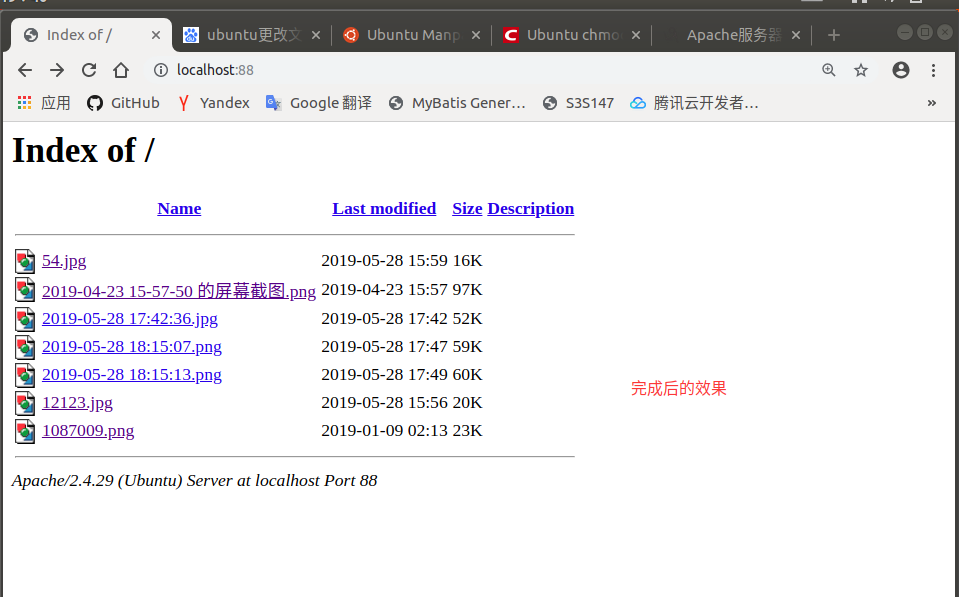 Index of /
ubuntu更改文
Ubuntu Manp
Ubuntu chmo
Apache服务器
localhost:88
应用
GitHub
Yandex
Google 翻译
MyBatis Gener…
S3S147
腾讯云开发者…
Index of /
Name Last modified Size Description
54.jpg 2019-05-28 15:59 16K
2019-04-23 15-57-50 的屏幕截图.png 2019-04-23 15:57 97K
2019-05-28 17:42:36.jpg 2019-05-28 17:42 52K
2019-05-28 18:15:07.png 2019-05-28 17:47 59K
2019-05-28 18:15:13.png 2019-05-28 17:49 60K
完成后的效果
12123.jpg 2019-05-28 15:56 20K
1087009.png 2019-01-09 02:13 23K
Apache/2.4.29 (Ubuntu) Server at localhost Port 88